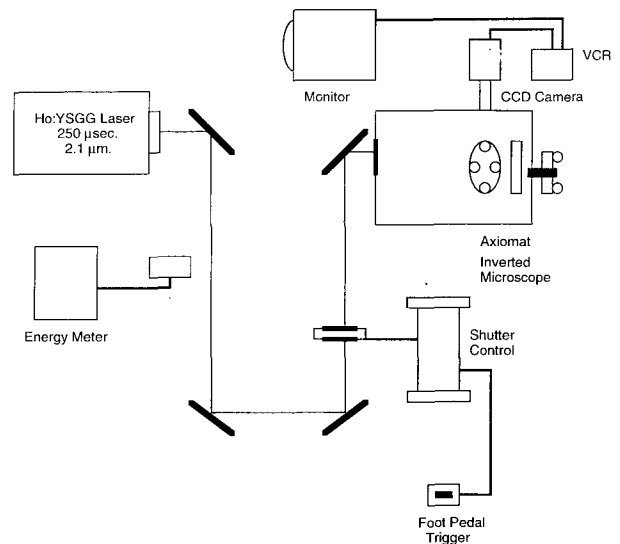 VCR
Monitor
CCD Camera
Ho:YSGG Laser
250 μsec.
2.1 μm.
Axiomat
Inverted
Microscope
Energy Meter
Shutter
Control
Foot Pedal
Trigger